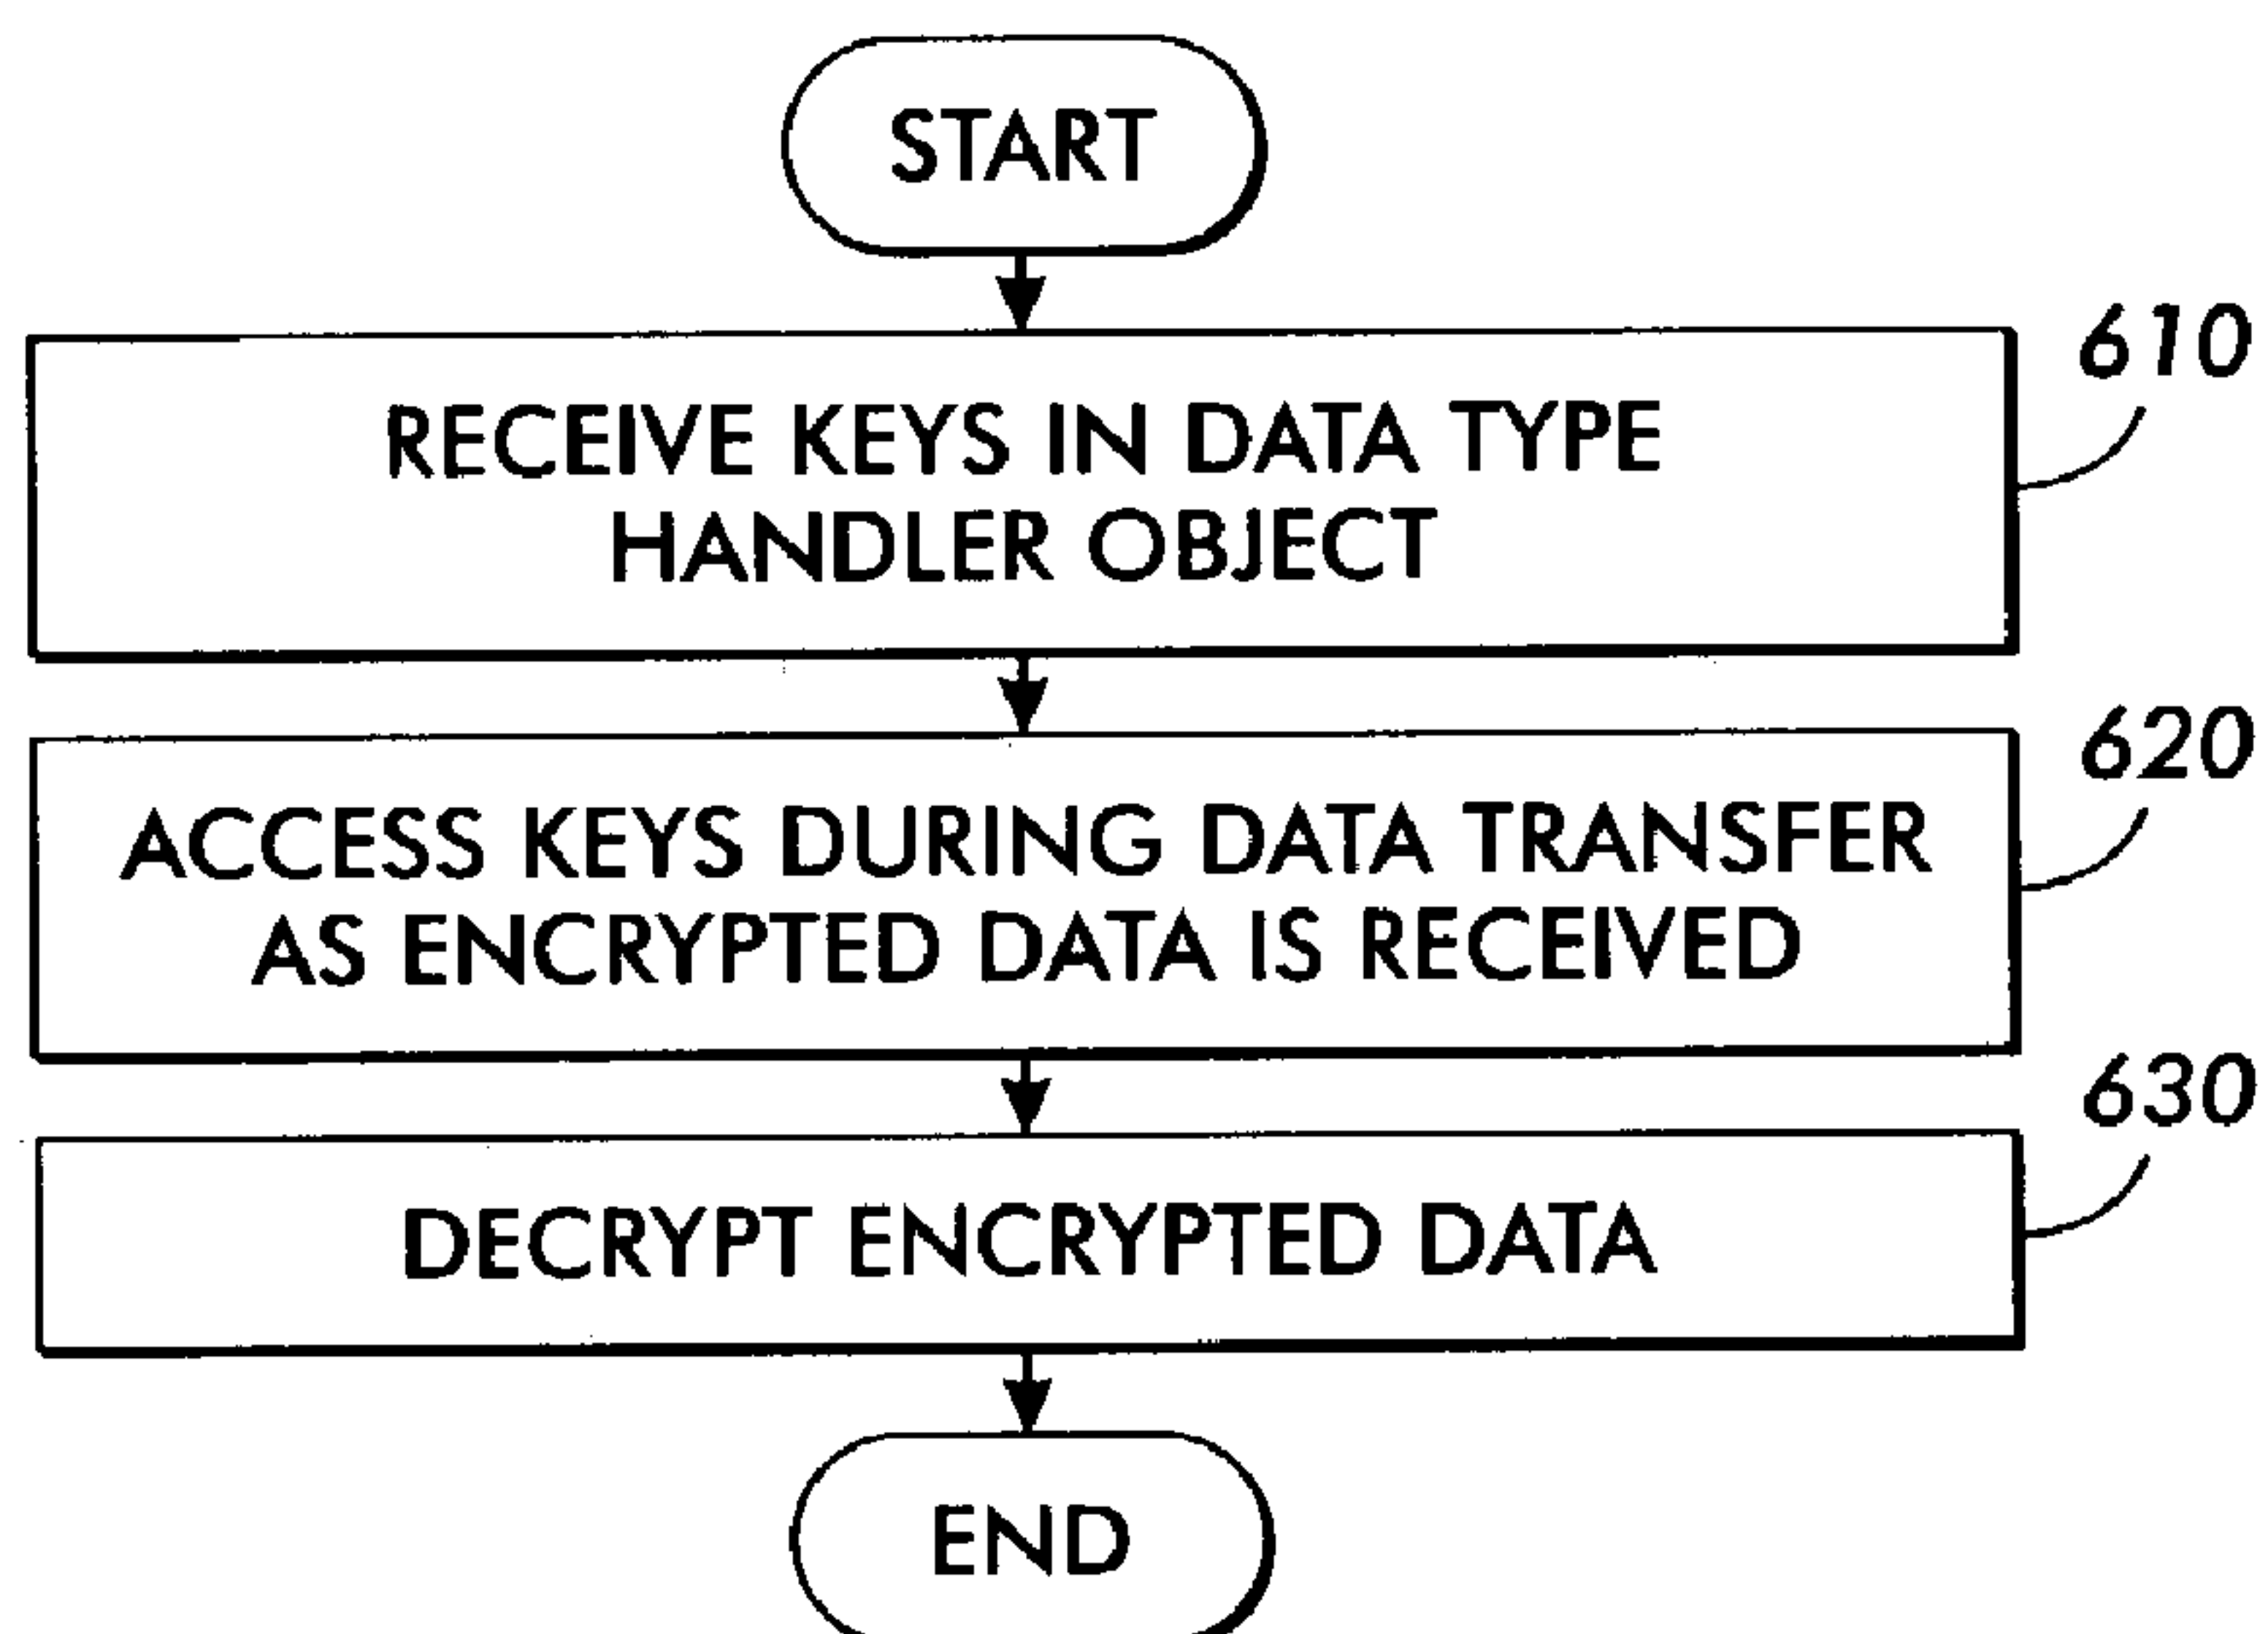 START
610
RECEIVE KEYS IN DATA TYPE
HANDLER OBJECT
620
ACCESS KEYS DURING DATA TRANSFER
AS ENCRYPTED DATA IS RECEIVED
630
DECRYPT ENCRYPTED DATA
END